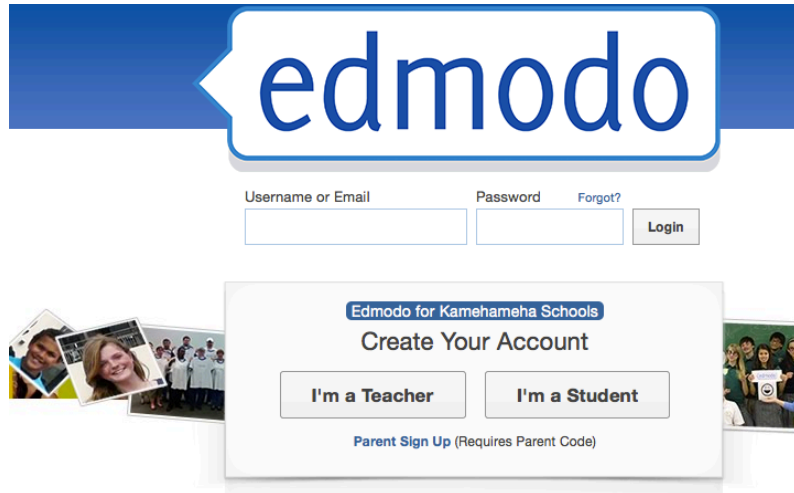 edmodo
Username or Email Password Forgot?
Login
Edmodo for Kamehameha Schools
Create Your Account
I'm a Teacher I'm a Student
Parent Sign Up (Requires Parent Code)